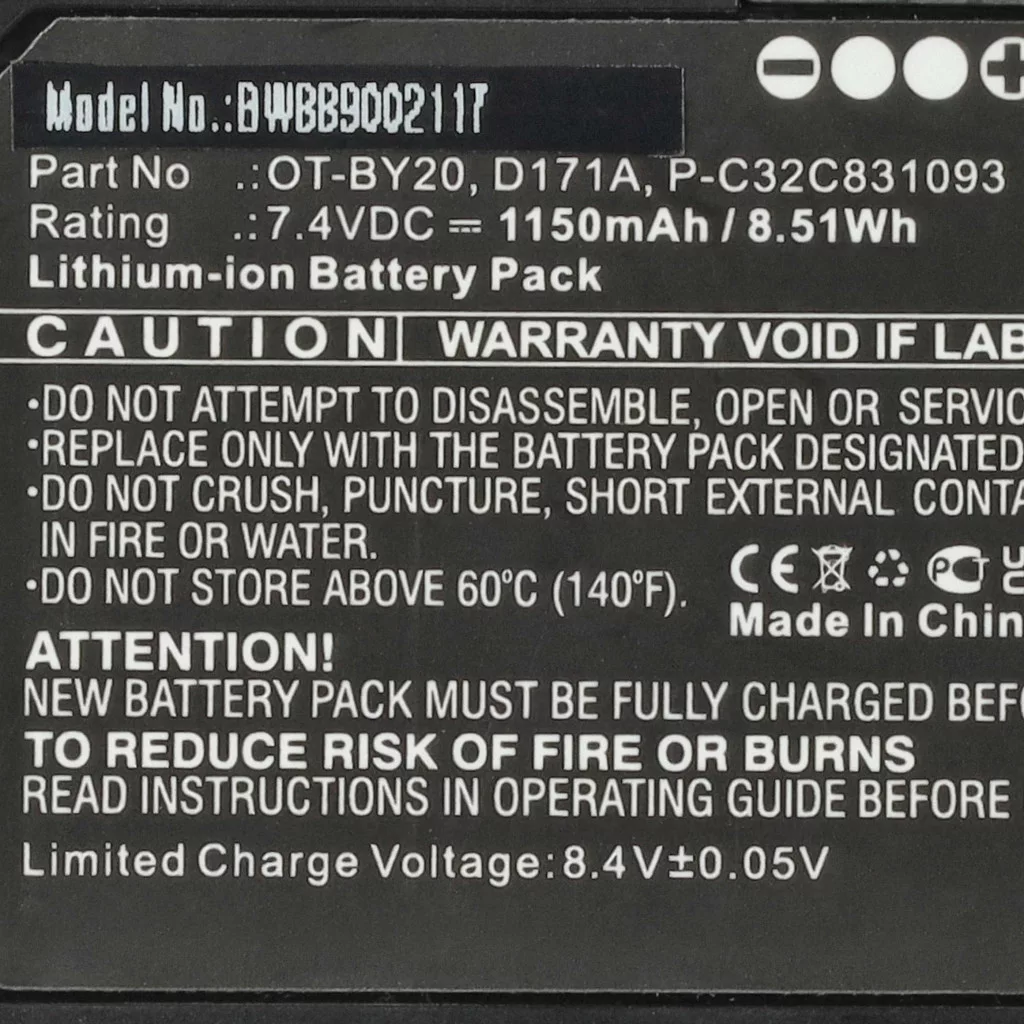 Model No.:BWBB900211T
Part No .:OT-BY20, D171A, P-C32C831093
Rating .:7.4VDC ⎓ 1150mAh / 8.51Wh
Lithium-ion Battery Pack
CAUTION WARRANTY VOID IF LAB
·DO NOT ATTEMPT TO DISASSEMBLE, OPEN OR SERVIC
·REPLACE ONLY WITH THE BATTERY PACK DESIGNATED
·DO NOT CRUSH, PUNCTURE, SHORT EXTERNAL CONTA
IN FIRE OR WATER.
·DO NOT STORE ABOVE 60ºC (140ºF).
CE
Made In Chin
ATTENTION!
NEW BATTERY PACK MUST BE FULLY CHARGED BEF
TO REDUCE RISK OF FIRE OR BURNS
READ INSTRUCTIONS IN OPERATING GUIDE BEFORE
Limited Charge Voltage:8.4V±0.05V